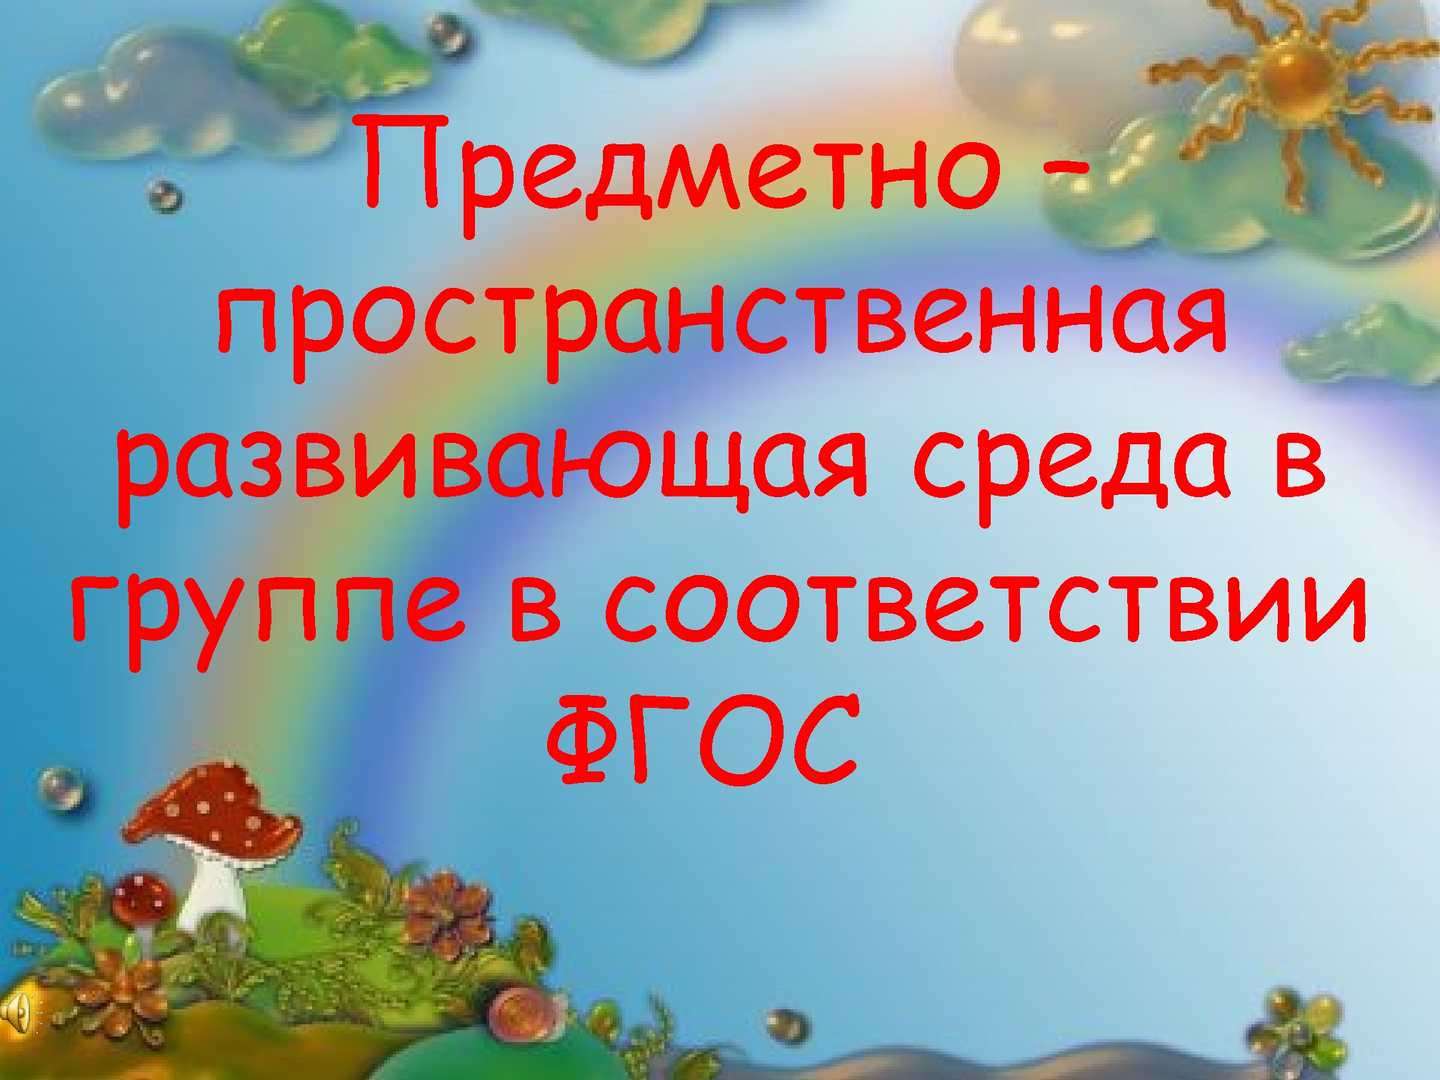 Предметно –
пространственная
развивающая среда в
группе в соответствии
ФГОС